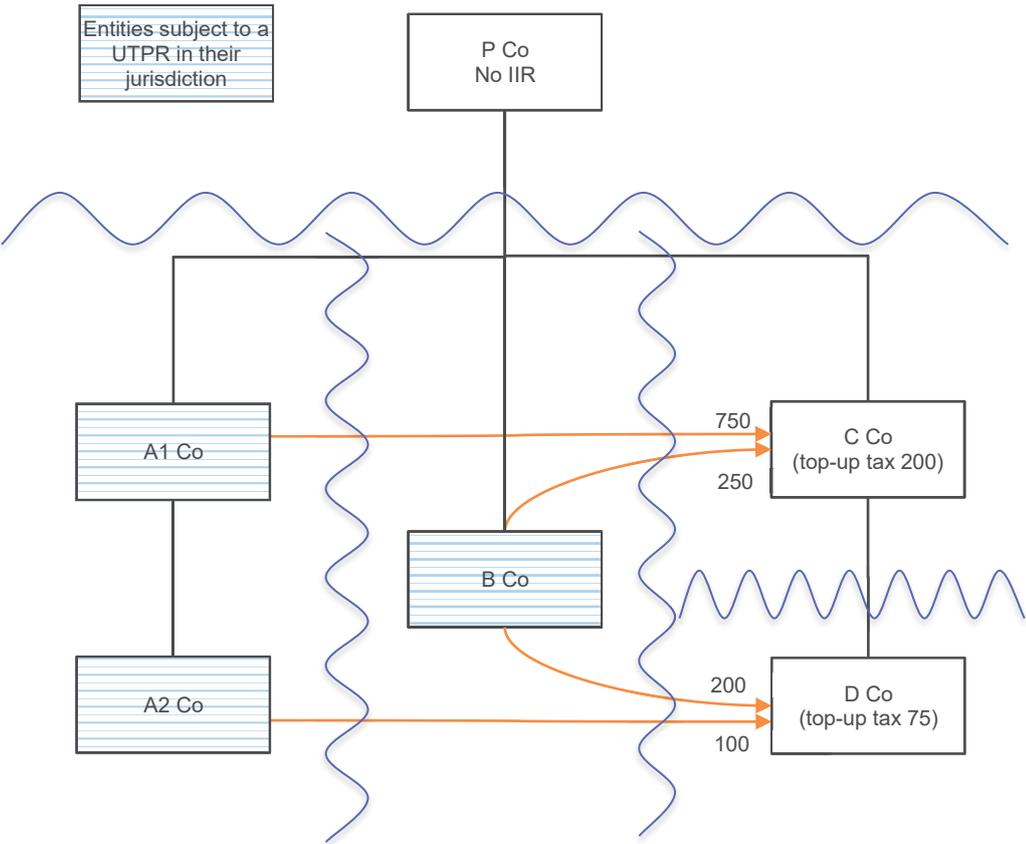 Entities subject to a
UTPR in their
jurisdiction
P Co
No IIR
A1 Co
750
250
C Co
(top-up tax 200)
B Co
A2 Co
200
100
D Co
(top-up tax 75)